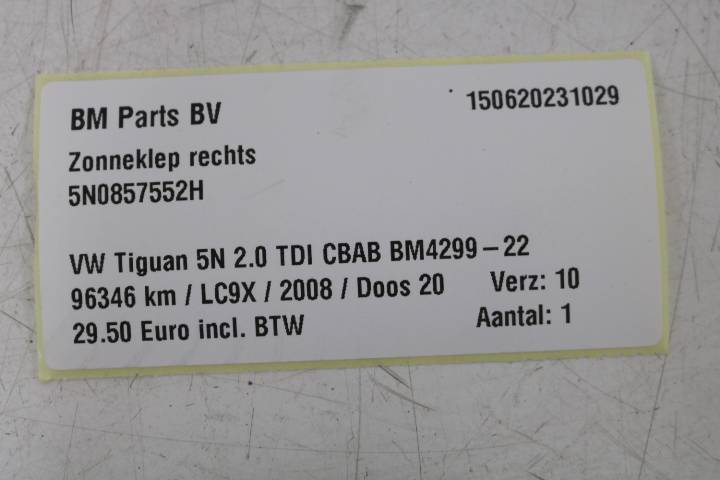 BM Parts BV 150620231029
Zonneklep rechts
5N0857552H
VW Tiguan 5N 2.0 TDI CBAB BM4299-22
96346 km / LC9X / 2008 / Doos 20 Verz: 10
29.50 Euro incl. BTW Aantal: 1